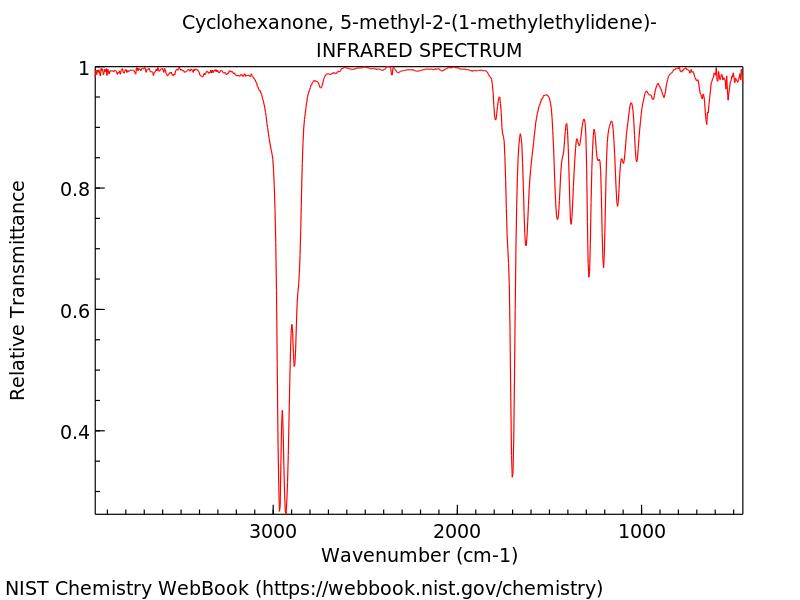 Cyclohexanone, 5-methyl-2-(1-methylethylidene)-
INFRARED SPECTRUM
1
0.8
0.6
0.4
Relative Transmittance
3000 2000 1000
Wavenumber (cm-1)
NIST Chemistry WebBook (https://webbook.nist.gov/chemistry)